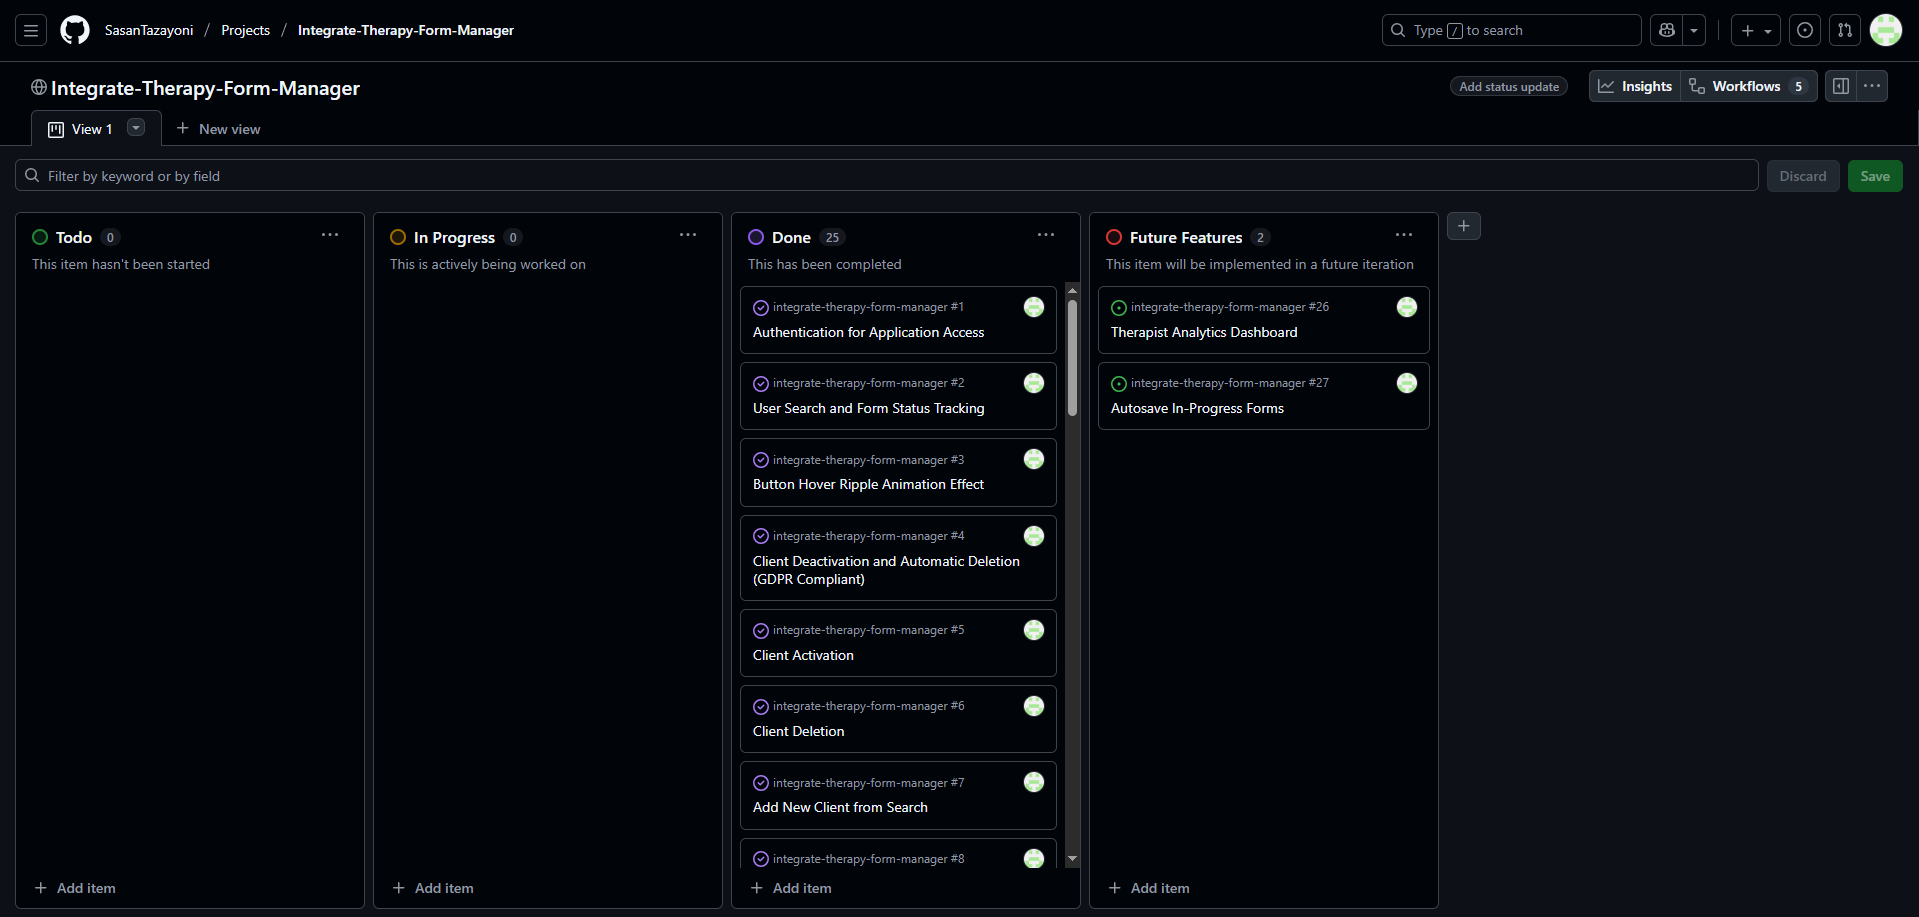 SasanTazayoni / Projects / Integrate-Therapy-Form-Manager
Type / to search
Integrate-Therapy-Form-Manager
Add status update
Insights
Workflows 5
View 1
New view
Filter by keyword or by field
Discard
Save
Todo 0
This item hasn't been started
Add item
In Progress 0
This is actively being worked on
Add item
Done 25
This has been completed
integrate-therapy-form-manager #1
Authentication for Application Access
integrate-therapy-form-manager #2
User Search and Form Status Tracking
integrate-therapy-form-manager #3
Button Hover Ripple Animation Effect
integrate-therapy-form-manager #4
Client Deactivation and Automatic Deletion
(GDPR Compliant)
integrate-therapy-form-manager #5
Client Activation
integrate-therapy-form-manager #6
Client Deletion
integrate-therapy-form-manager #7
Add New Client from Search
integrate-therapy-form-manager #8
Add item
Future Features 2
This item will be implemented in a future iteration
integrate-therapy-form-manager #26
Therapist Analytics Dashboard
integrate-therapy-form-manager #27
Autosave In-Progress Forms
Add item